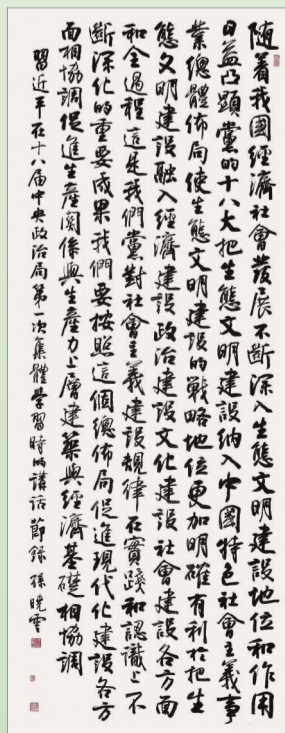 隨着我國經濟社會發展不斷深入生態文明建設地位和作用
日益凸顯黨的十八大把生態文明建設納入中國特色社會主義事
業總體佈局使生態文明建設的戰略地位更加明確有利於把生
態文明建設融入經濟建設政治建設文化建設社會建設各方面
和全過程這是我們黨對社會主義建設規律在實踐和認識上不
斷深化的重要成果我們要按照這個總佈局促進現代化建設各方
面相協調促進生產關係與生產力上層建築與經濟基礎相協調
習近平在十八屆中央政治局第一次集體學習時的講話節錄 孫曉雲